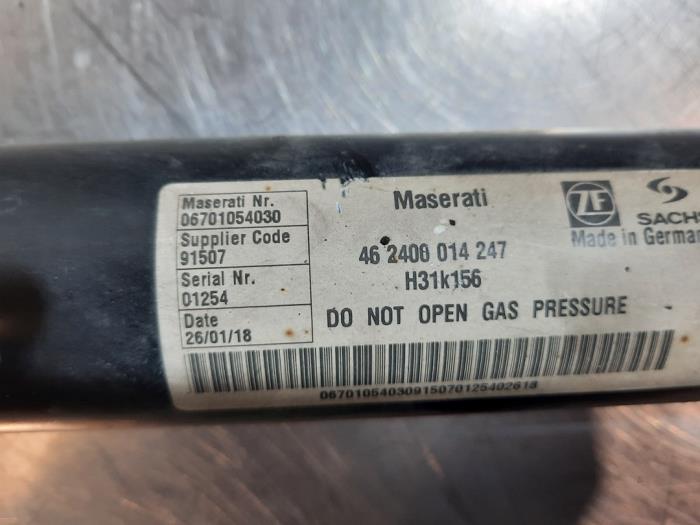 Maserati Nr.
06701054030
Supplier Code
91507
Serial Nr.
01254
Date
26/01/18
Maserati
46 2400 014 247
H31k156
DO NOT OPEN GAS PRESSURE
ZF
SACHS
Made in German
06701054030915070125402618